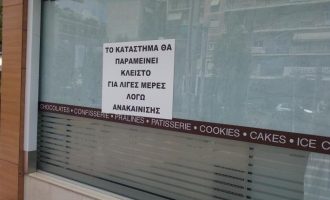 ΤΟ ΚΑΤΑΣΤΗΜΑ ΘΑ
ΠΑΡΑΜΕΙΝΕΙ
ΚΛΕΙΣΤΟ
ΓΙΑ ΛΙΓΕΣ ΜΕΡΕΣ
ΛΟΓΩ
ΑΝΑΚΑΙΝΙΣΗΣ
CHOCOLATES • CONFISSERIE • PRALINES • PATISSERIE • COOKIES • CAKES • ICE C